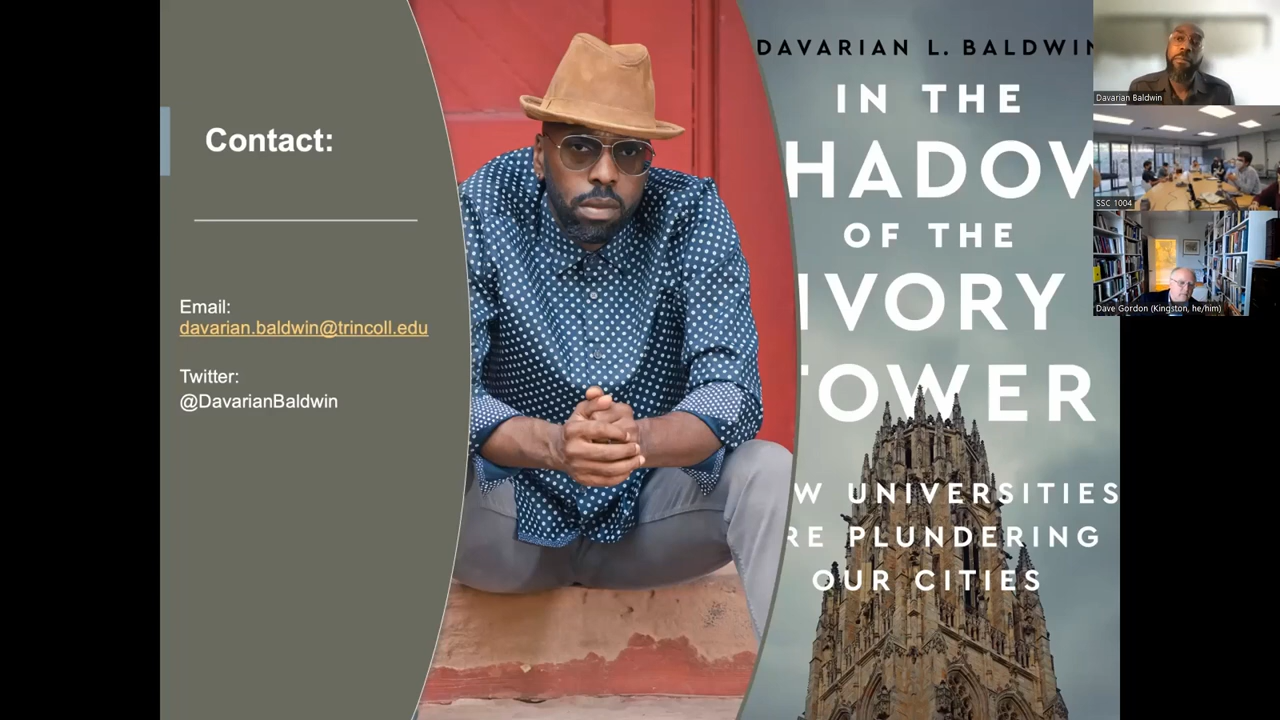 Contact:
Email:
davarian.baldwin@trincoll.edu
Twitter:
@DavarianBaldwin
DAVARIAN L. BALDWIN
IN THE
HADOW
OF THE
IVORY
TOWER
W UNIVERSITIES
RE PLUNDERING
OUR CITIES
Davarian Baldwin
SSC 1004
Dave Gordon (Kingston, he/him)